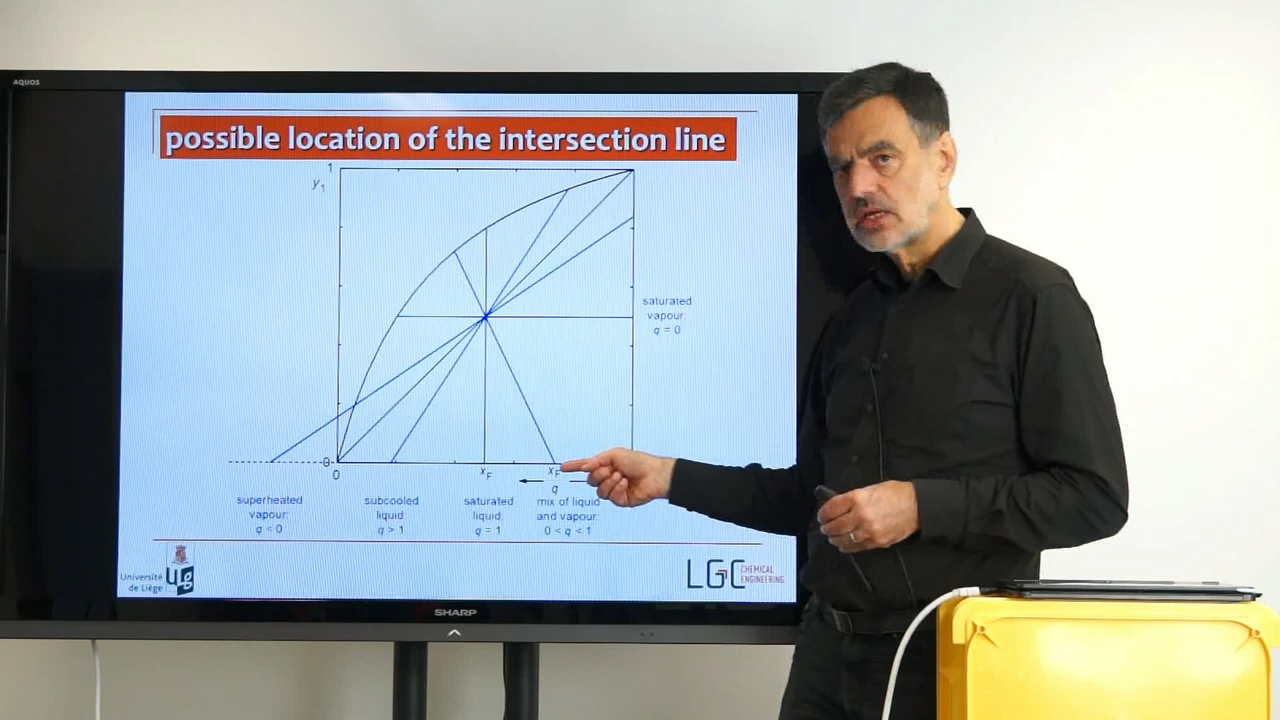 AQUOS
possible location of the intersection line
1
y1
saturated
vapour:
q = 0
0
0
xF
xF
q
superheated
vapour:
q < 0
subcooled
liquid:
q > 1
saturated
liquid:
q = 1
mix of liquid
and vapour:
0 < q < 1
Université
de Liège
LGC
CHEMICAL
ENGINEERING
SHARP